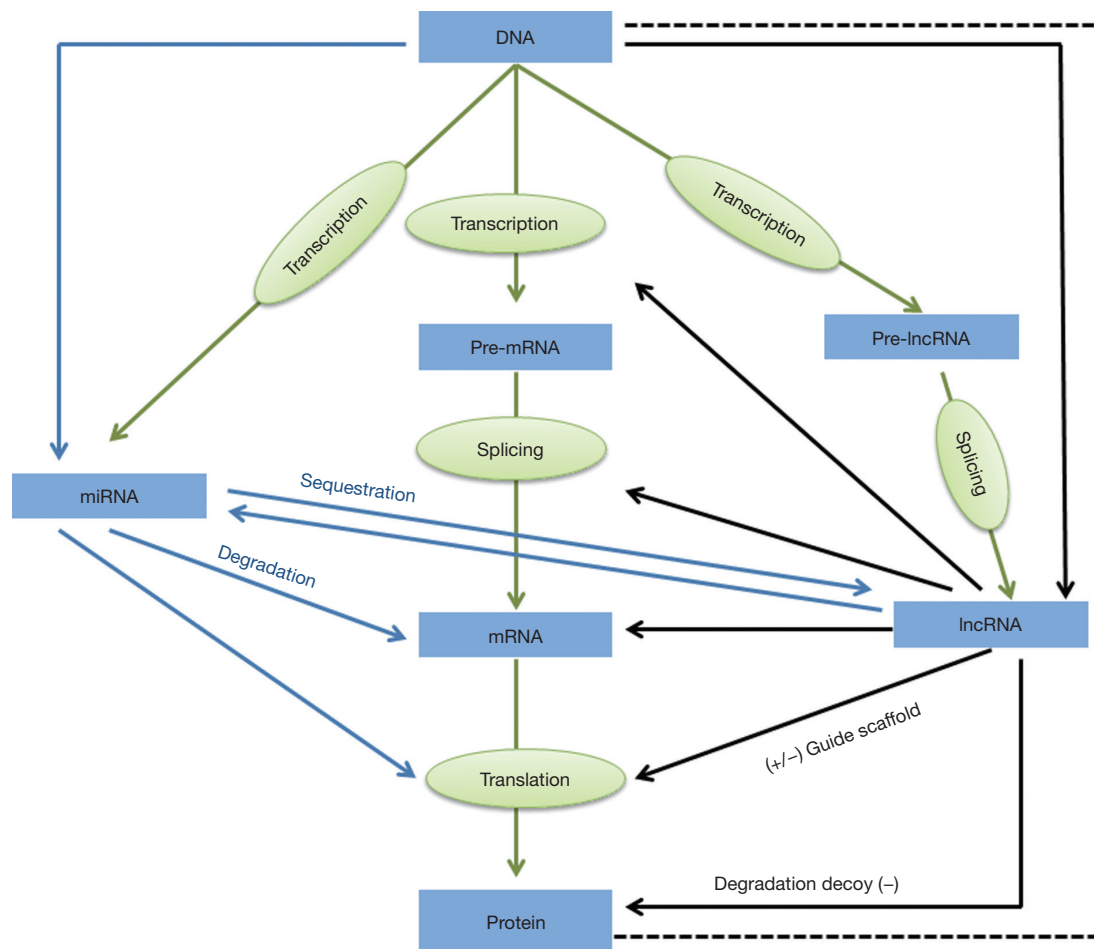 DNA
Transcription
Transcription
Transcription
Pre-mRNA
Pre-lncRNA
Splicing
Splicing
miRNA
Sequestration
Degradation
mRNA
lncRNA
(+/–) Guide scaffold
Translation
Degradation decoy (–)
Protein